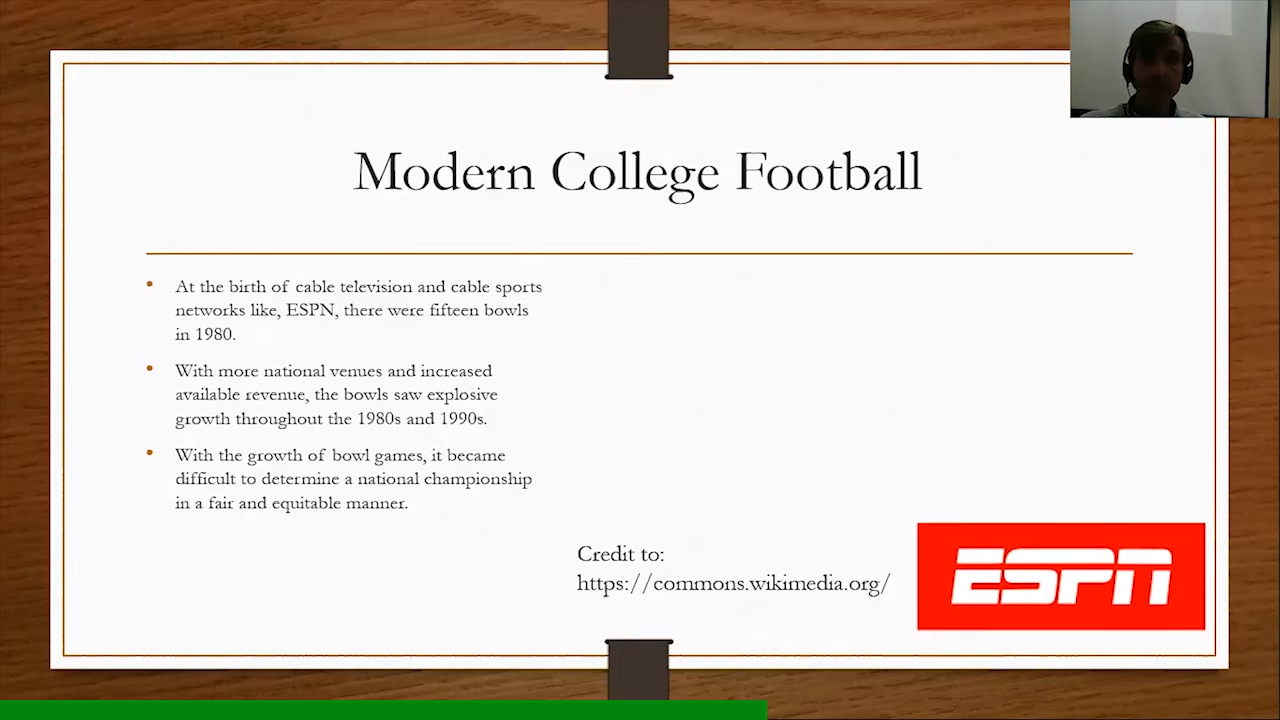 Modern College Football
• At the birth of cable television and cable sports
networks like, ESPN, there were fifteen bowls
in 1980.
• With more national venues and increased
available revenue, the bowls saw explosive
growth throughout the 1980s and 1990s.
• With the growth of bowl games, it became
difficult to determine a national championship
in a fair and equitable manner.
Credit to:
https://commons.wikimedia.org/
ESPN